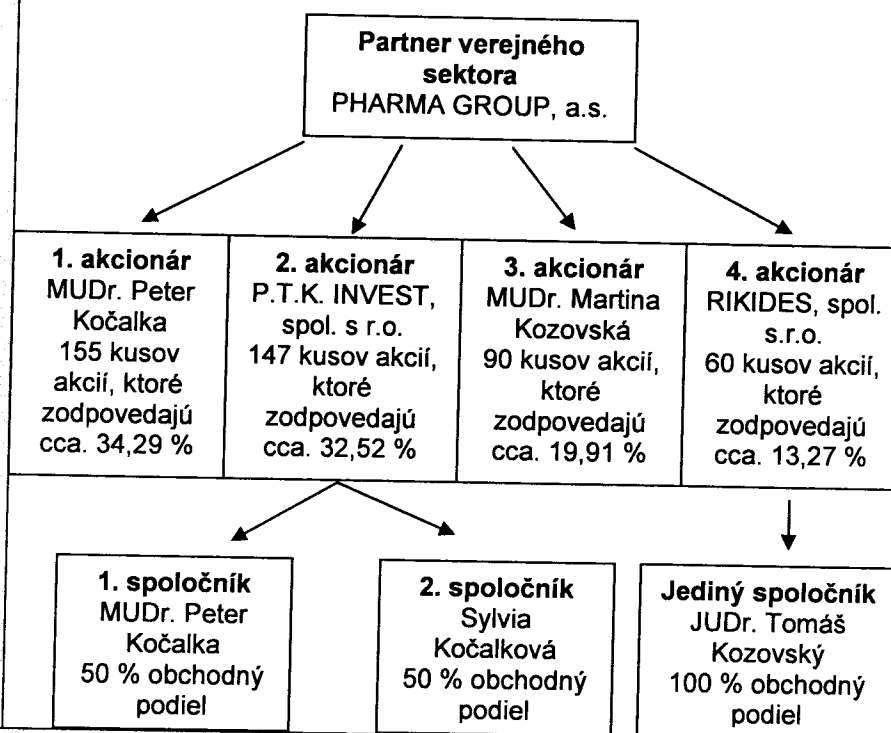 Partner verejného
sektora
PHARMA GROUP, a.s.
1. akcionár
MUDr. Peter
Kočalka
155 kusov
akcií, ktoré
zodpovedajú
cca. 34,29 %
2. akcionár
P.T.K. INVEST,
spol. s r.o.
147 kusov akcií,
ktoré
zodpovedajú
cca. 32,52 %
3. akcionár
MUDr. Martina
Kozovská
90 kusov akcií,
ktoré
zodpovedajú
cca. 19,91 %
4. akcionár
RIKIDES, spol.
s.r.o.
60 kusov akcií,
ktoré
zodpovedajú
cca. 13,27 %
1. spoločník
MUDr. Peter
Kočalka
50 % obchodný
podiel
2. spoločník
Sylvia
Kočalková
50 % obchodný
podiel
Jediný spoločník
JUDr. Tomáš
Kozovský
100 % obchodný
podiel